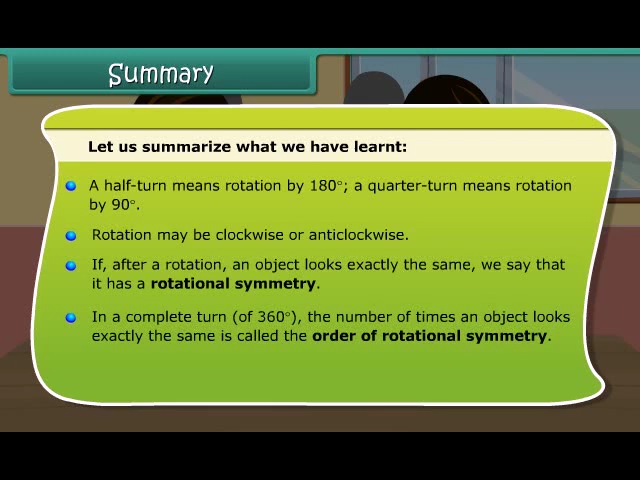 Summary
Let us summarize what we have learnt:
A half-turn means rotation by 180°; a quarter-turn means rotation
by 90°.
Rotation may be clockwise or anticlockwise.
If, after a rotation, an object looks exactly the same, we say that
it has a rotational symmetry.
In a complete turn (of 360°), the number of times an object looks
exactly the same is called the order of rotational symmetry.